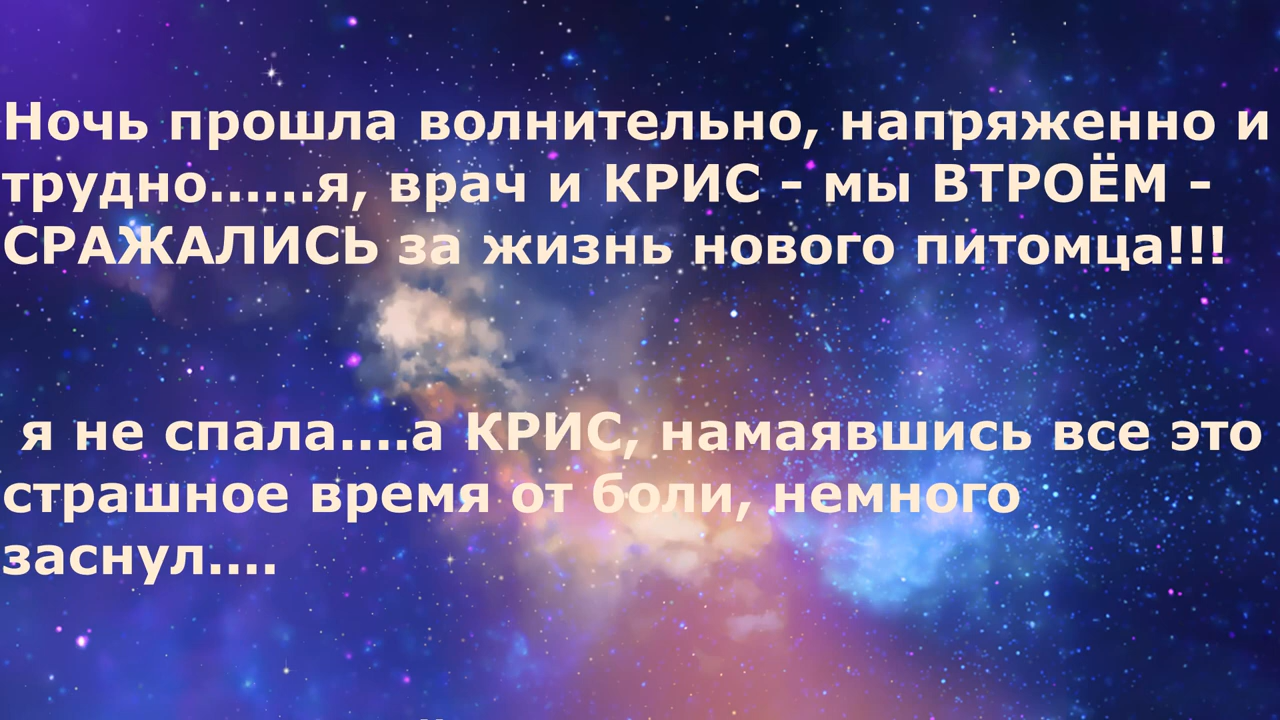 Ночь прошла волнительно, напряженно и
трудно......я, врач и КРИС - мы ВТРОЁМ -
СРАЖАЛИСЬ за жизнь нового питомца!!!
я не спала....а КРИС, намаявшись все это
страшное время от боли, немного
заснул....